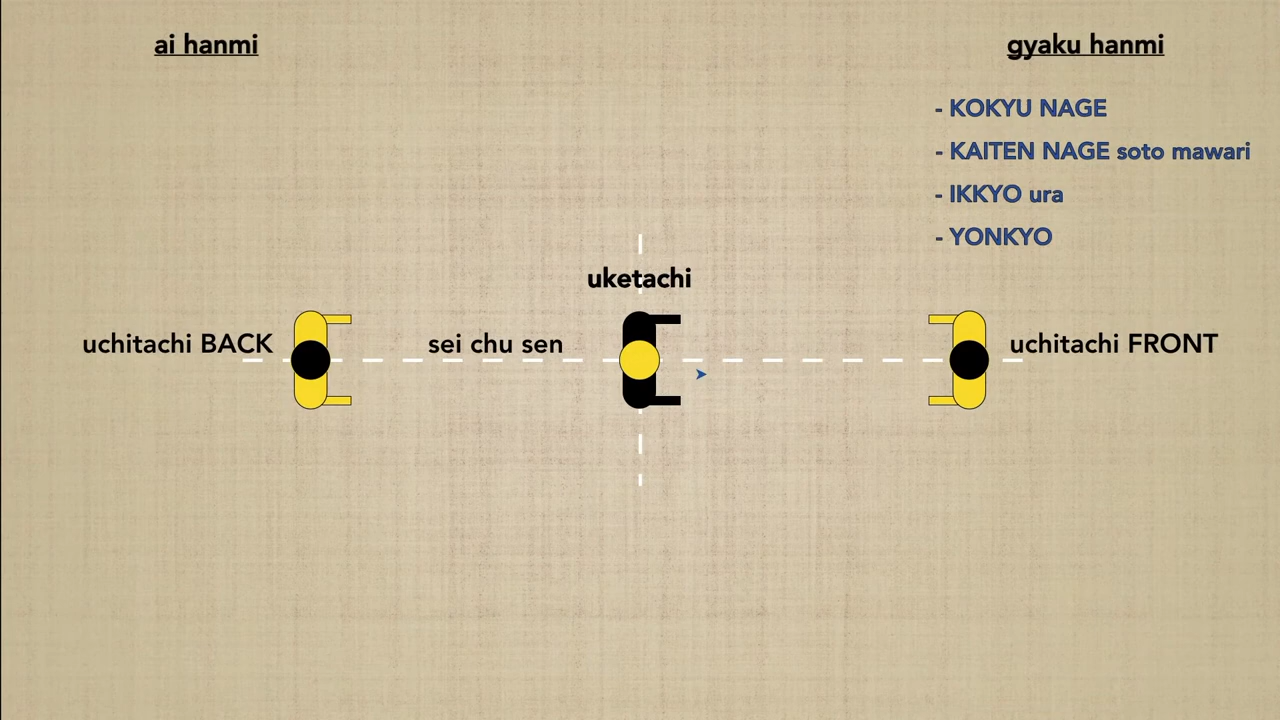 ai hanmi
gyaku hanmi
- KOKYU NAGE
- KAITEN NAGE soto mawari
- IKKYO ura
- YONKYO
uketachi
uchitachi BACK
sei chu sen
uchitachi FRONT